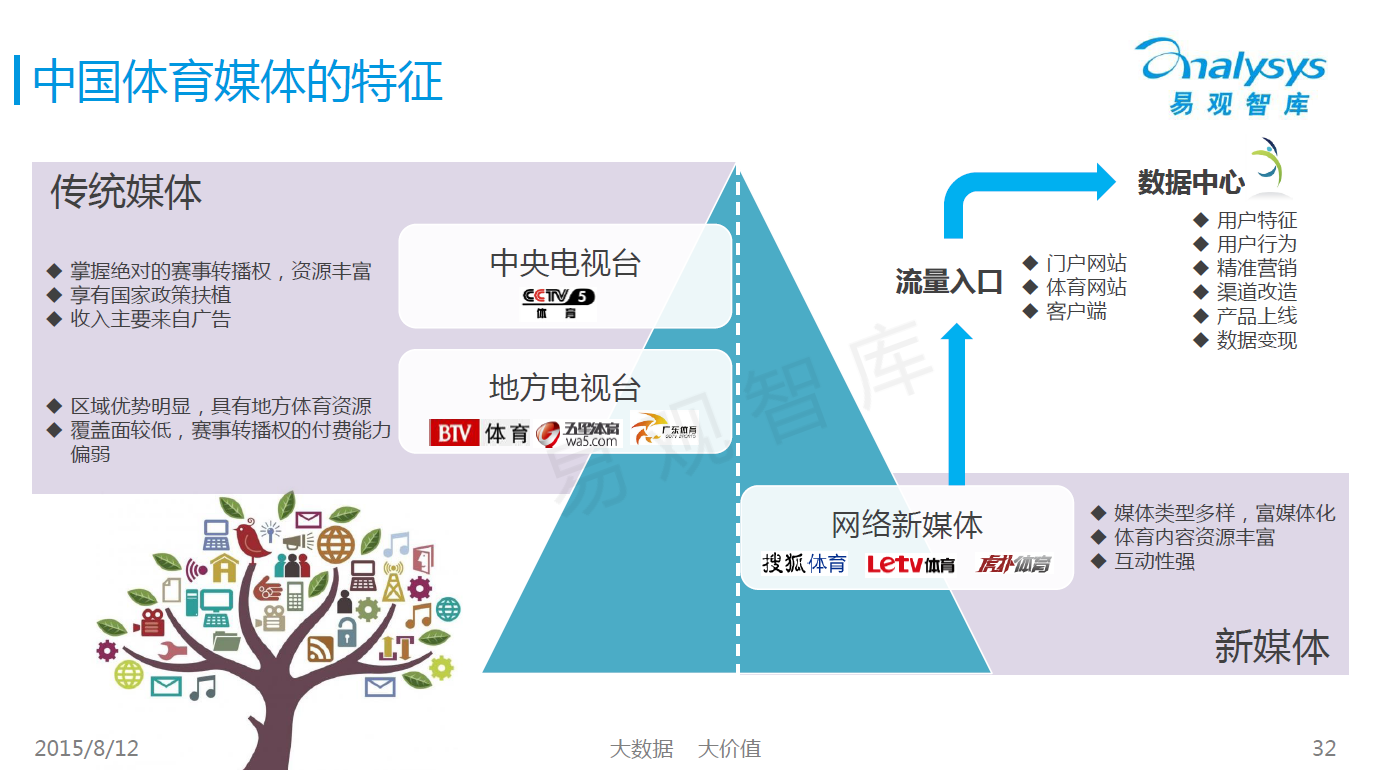 中国体育媒体的特征
analysys
易观智库
传统媒体
◆ 掌握绝对的赛事转播权，资源丰富
◆ 享有国家政策扶植
◆ 收入主要来自广告
中央电视台
CCTV 5
体育
◆ 区域优势明显，具有地方体育资源
◆ 覆盖面较低，赛事转播权的付费能力
偏弱
地方电视台
BTV 体育
五星体育
wa5.com
广东体育
GDTV SPORTS
数据中心
◆ 用户特征
◆ 用户行为
◆ 精准营销
◆ 渠道改造
◆ 产品上线
◆ 数据变现
流量入口
◆ 门户网站
◆ 体育网站
◆ 客户端
易观智库
网络新媒体
搜狐体育
Letv体育
虎扑体育
◆ 媒体类型多样，富媒体化
◆ 体育内容资源丰富
◆ 互动性强
新媒体
2015/8/12
大数据 大价值
32